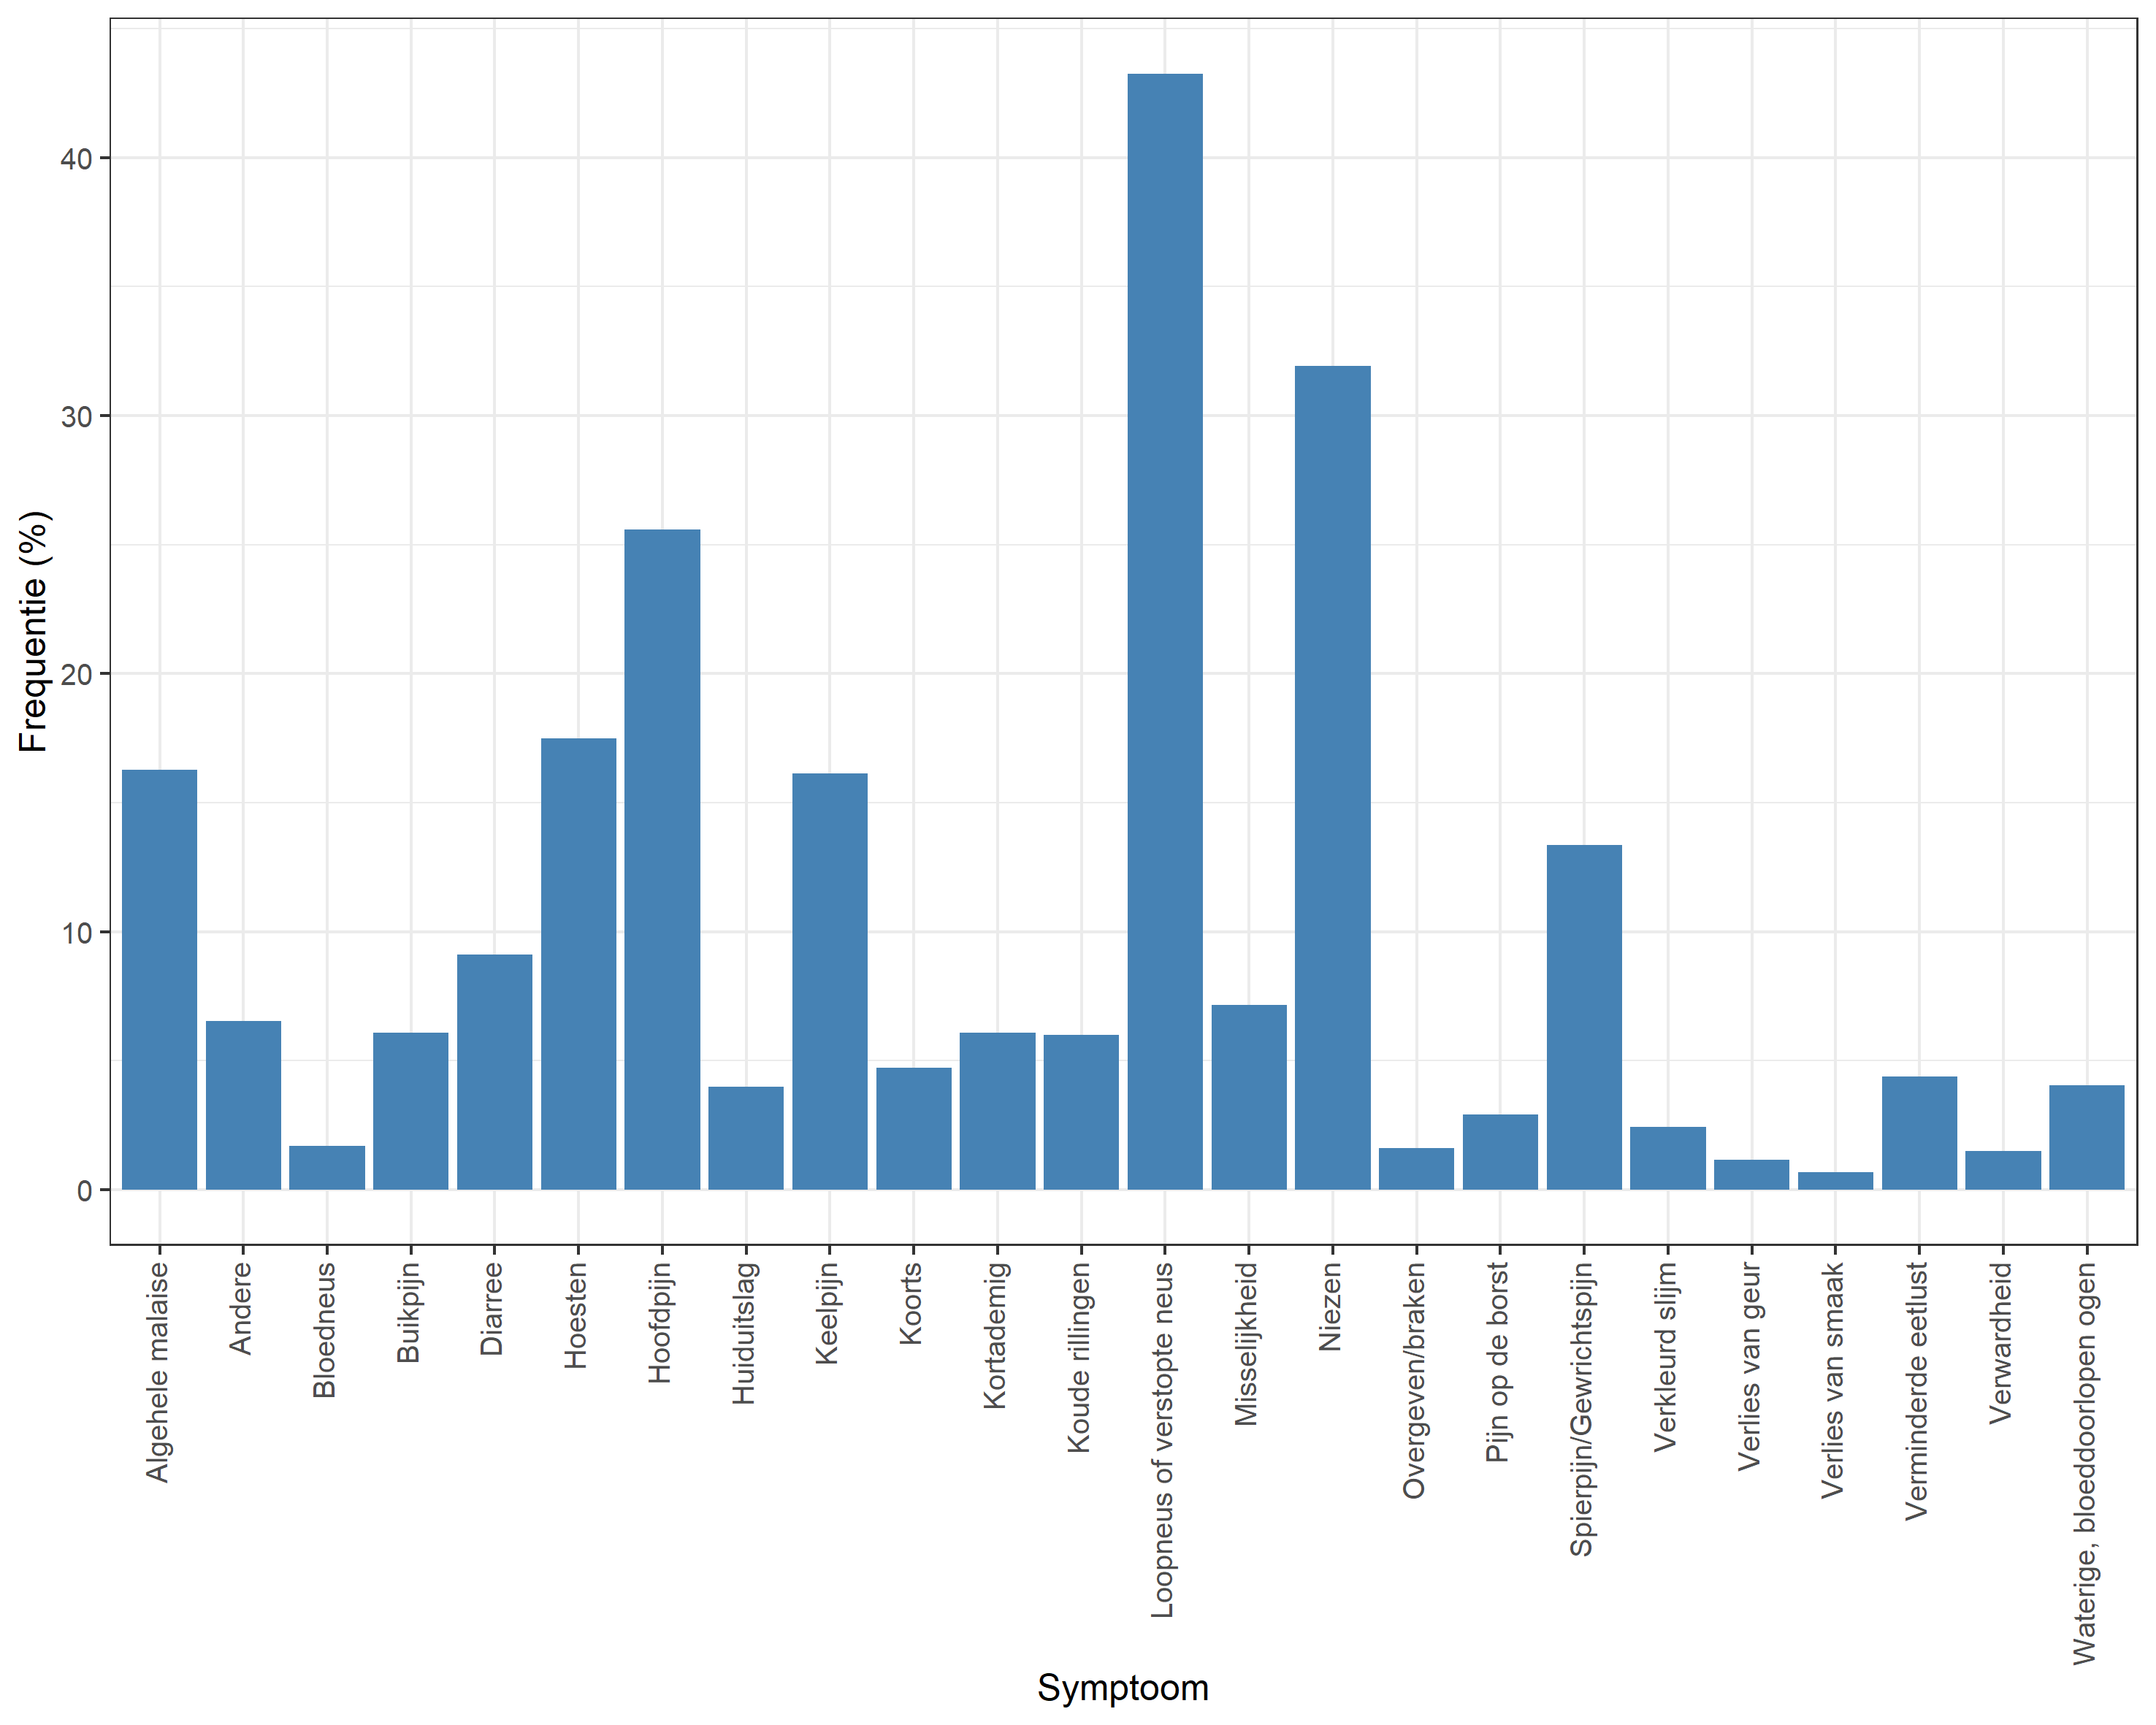 Frequentie (%)
40
30
20
10
0
Algehele malaise
Andere
Bloedneus
Buikpijn
Diarree
Hoesten
Hoofdpijn
Huiduitslag
Keelpijn
Koorts
Kortademig
Koude rillingen
Loopneus of verstopte neus
Misselijkheid
Niezen
Overgeven/braken
Pijn op de borst
Spierpijn/Gewrichtspijn
Verkleurd slijm
Verlies van geur
Verlies van smaak
Verminderde eetlust
Verwardheid
Waterige, bloeddoorlopen ogen
Symptoom